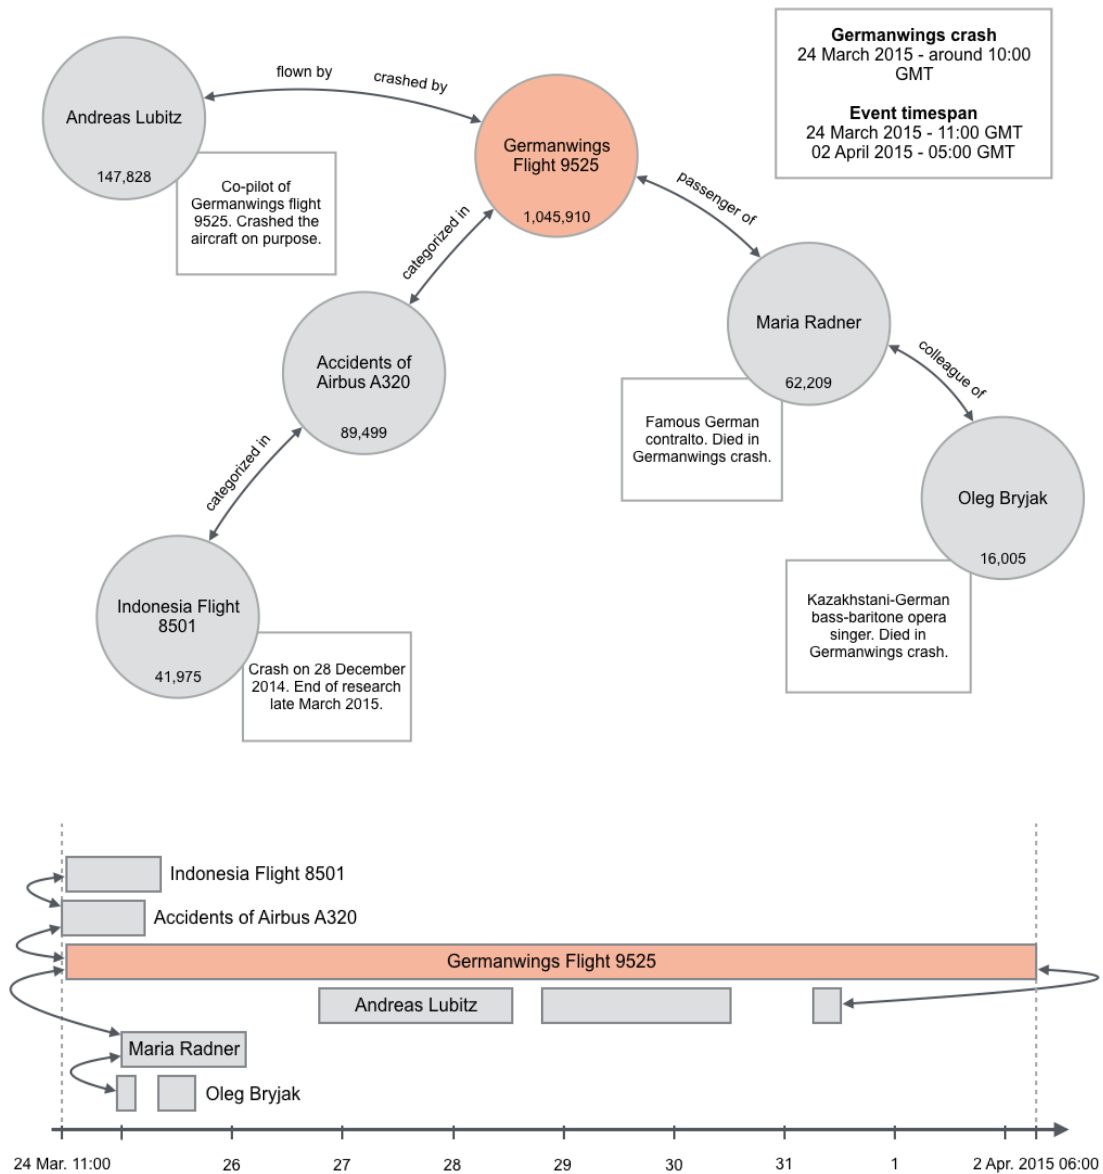 Germanwings crash
24 March 2015 - around 10:00
GMT
Event timespan
24 March 2015 - 11:00 GMT
02 April 2015 - 05:00 GMT
flown by
crashed by
Andreas Lubitz
147,828
Co-pilot of
Germanwings flight
9525. Crashed the
aircraft on purpose.
Germanwings
Flight 9525
1,045,910
categorized in
passenger of
Accidents of
Airbus A320
89,499
Maria Radner
62,209
Famous German
contralto. Died in
Germanwings crash.
colleague of
categorized in
Oleg Bryjak
16,005
Kazakhstani-German
bass-baritone opera
singer. Died in
Germanwings crash.
Indonesia Flight
8501
41,975
Crash on 28 December
2014. End of research
late March 2015.
Indonesia Flight 8501
Accidents of Airbus A320
Germanwings Flight 9525
Andreas Lubitz
Maria Radner
Oleg Bryjak
24 Mar. 11:00 26 27 28 29 30 31 1 2 Apr. 2015 06:00